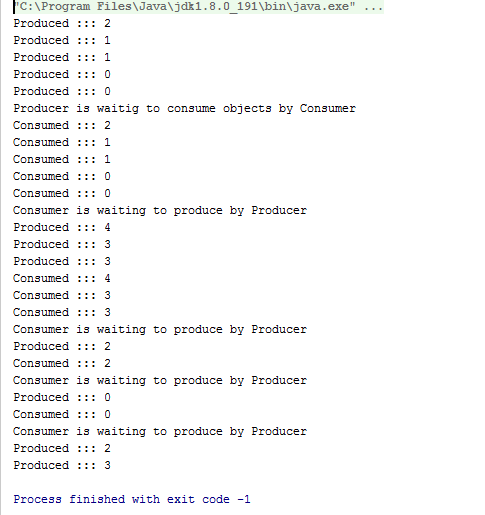 "C:\Program Files\Java\jdk1.8.0_191\bin\java.exe" ...
Produced ::: 2
Produced ::: 1
Produced ::: 1
Produced ::: 0
Produced ::: 0
Producer is waitig to consume objects by Consumer
Consumed ::: 2
Consumed ::: 1
Consumed ::: 1
Consumed ::: 0
Consumed ::: 0
Consumer is waiting to produce by Producer
Produced ::: 4
Produced ::: 3
Produced ::: 3
Consumed ::: 4
Consumed ::: 3
Consumed ::: 3
Consumer is waiting to produce by Producer
Produced ::: 2
Consumed ::: 2
Consumer is waiting to produce by Producer
Produced ::: 0
Consumed ::: 0
Consumer is waiting to produce by Producer
Produced ::: 2
Produced ::: 3
Process finished with exit code -1